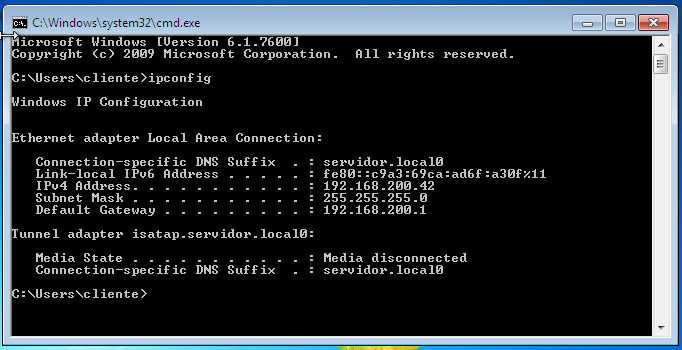 C:\Windows\system32\cmd.exe
Microsoft Windows [Version 6.1.7600]
Copyright (c) 2009 Microsoft Corporation.  All rights reserved.
C:\Users\cliente>ipconfig
Windows IP Configuration
Ethernet adapter Local Area Connection:
   Connection-specific DNS Suffix  . : servidor.local0
   Link-local IPv6 Address . . . . . : fe80::c9a3:69ca:ad6f:a30f%11
   IPv4 Address. . . . . . . . . . . : 192.168.200.42
   Subnet Mask . . . . . . . . . . . : 255.255.255.0
   Default Gateway . . . . . . . . . : 192.168.200.1
Tunnel adapter isatap.servidor.local0:
   Media State . . . . . . . . . . . : Media disconnected
   Connection-specific DNS Suffix  . : servidor.local0
C:\Users\cliente>